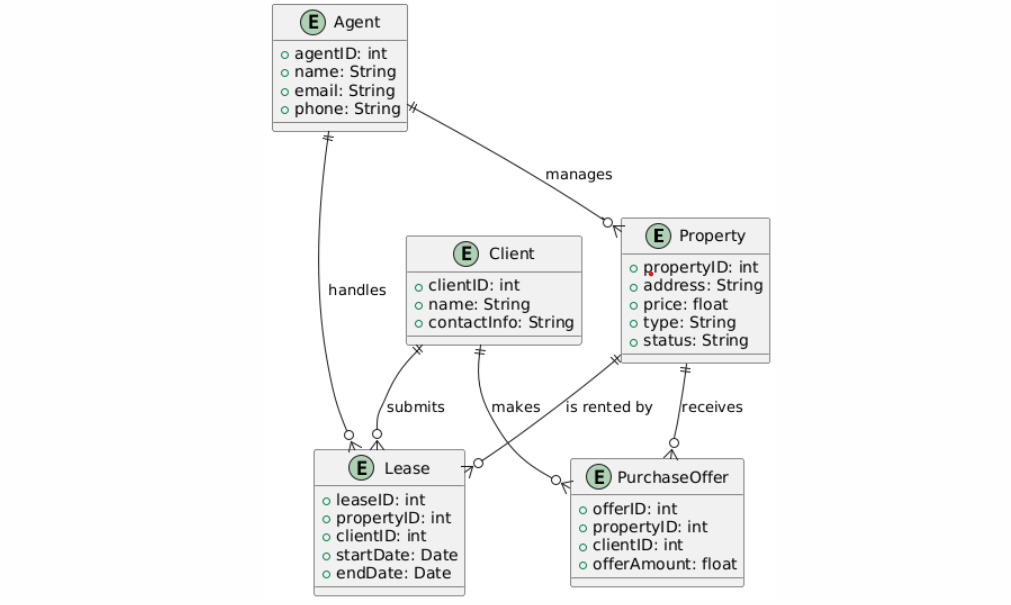 E Agent
agentID: int
name: String
email: String
phone: String
manages
E Property
propertyID: int
address: String
price: float
type: String
status: String
E Client
clientID: int
name: String
contactInfo: String
handles
submits
makes
is rented by
receives
E Lease
leaseID: int
propertyID: int
clientID: int
startDate: Date
endDate: Date
E PurchaseOffer
offerID: int
propertyID: int
clientID: int
offerAmount: float